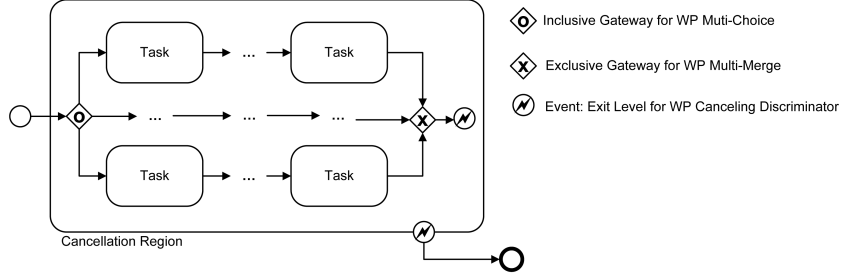 O Inclusive Gateway for WP Muti-Choice
Task ... Task
X Exclusive Gateway for WP Multi-Merge
Event: Exit Level for WP Canceling Discriminator
O ... ... ... X
Task ... Task
Cancellation Region